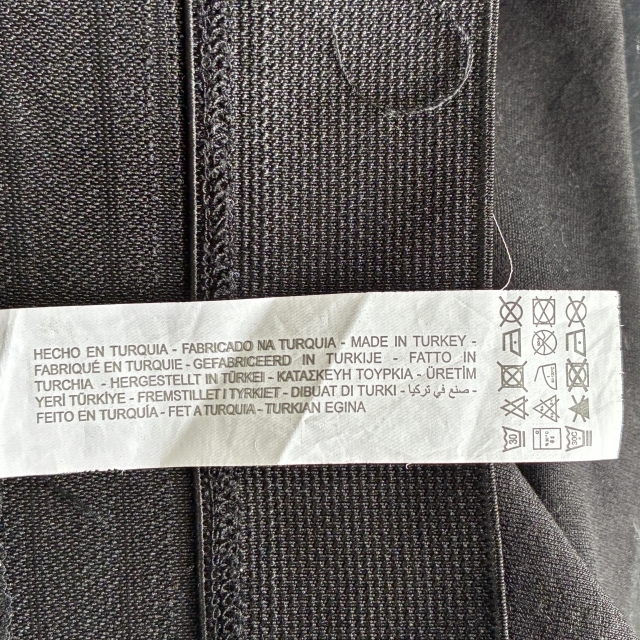 HECHO EN TURQUIA - FABRICADO NA TURQUIA - MADE IN TURKEY -
FABRIQUÉ EN TURQUIE - GEFABRICEERD IN TURKIJE - FATTO IN
TURCHIA - HERGESTELLT IN TÜRKEI - ΚΑΤΑΣΚΕΥΗ ΤΟΥΡΚΙΑ - ÜRETİM
YERİ TÜRKİYE - FREMSTILLET I TYRKIET - DIBUAT DI TURKI - صنع في تركيا -
FEITO EN TURQUÍA - FET A TURQUIA - TURKIAN EGINA
30